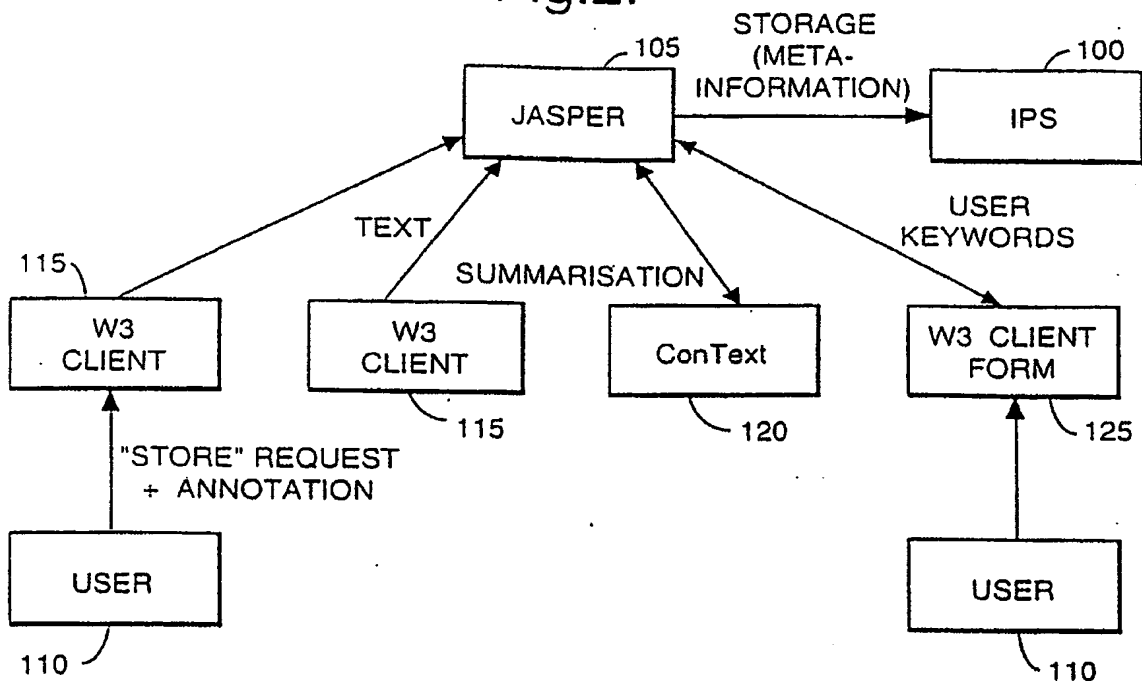 STORAGE
(META-
INFORMATION)
105
100
JASPER
IPS
TEXT
USER
KEYWORDS
SUMMARISATION
115
W3
CLIENT
W3
CLIENT
ConText
W3 CLIENT
FORM
115
120
125
"STORE" REQUEST
+ ANNOTATION
USER
USER
110
110